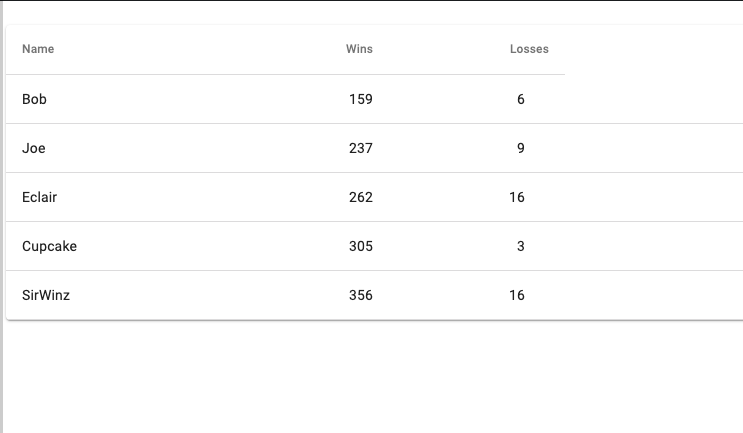 Name Wins Losses
Bob 159 6
Joe 237 9
Eclair 262 16
Cupcake 305 3
SirWinz 356 16